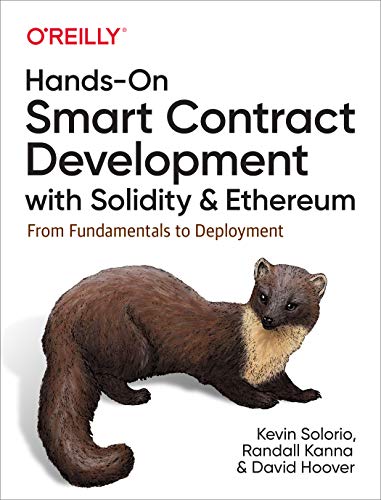 O'REILLY®
Hands-On
Smart Contract
Development
with Solidity & Ethereum
From Fundamentals to Deployment
Kevin Solorio,
Randall Kanna
& David Hoover